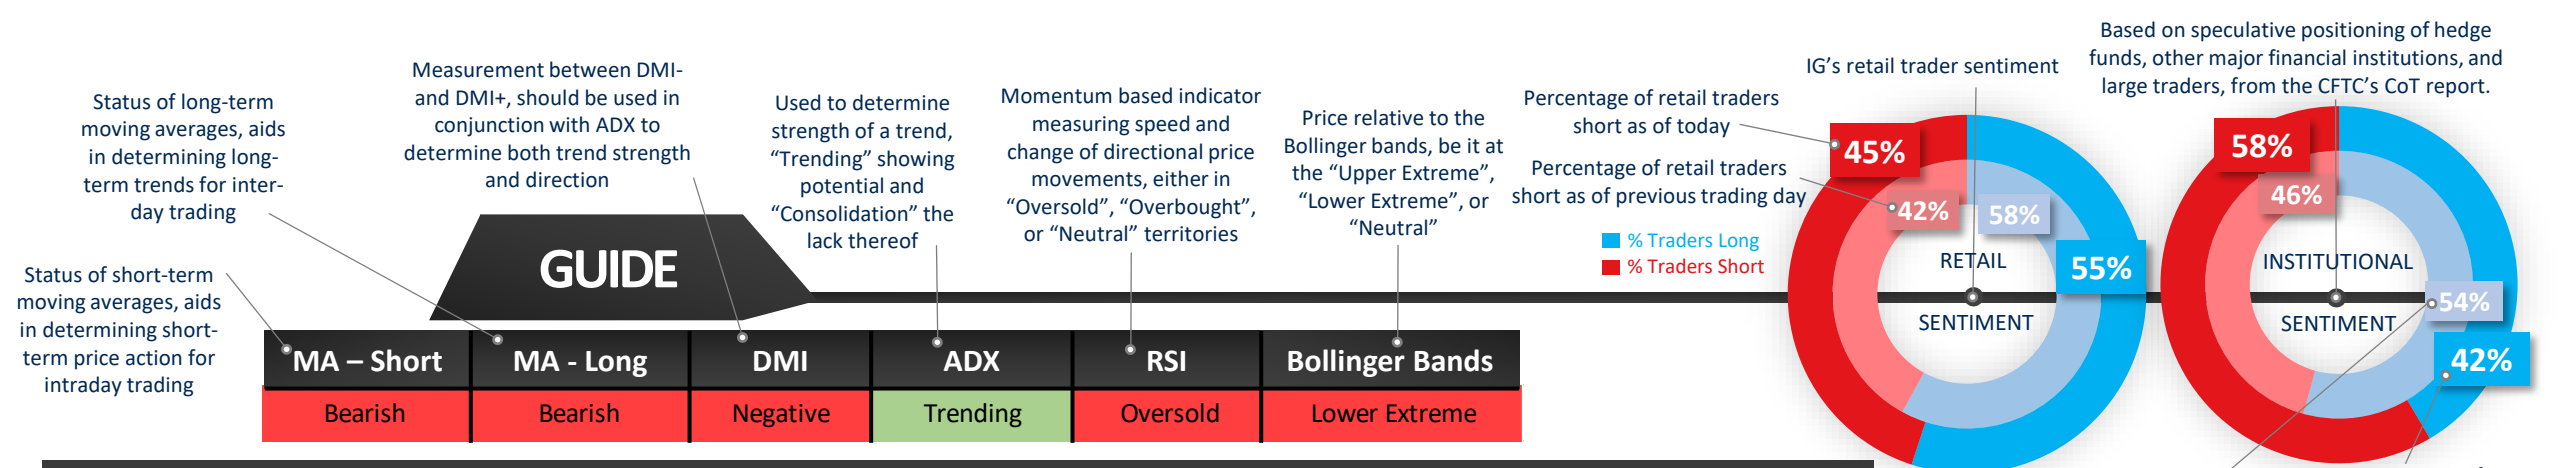 Status of long-term
moving averages, aids
in determining long-
term trends for inter-
day trading
Status of short-term
moving averages, aids
in determining short-
term price action for
intraday trading
Measurement between DMI-
and DMI+, should be used in
conjunction with ADX to
determine both trend strength
and direction
GUIDE
Used to determine
strength of a trend,
“Trending” showing
potential and
“Consolidation” the
lack thereof
Momentum based indicator
measuring speed and
change of directional price
movements, either in
“Oversold”, “Overbought”,
or “Neutral” territories
Price relative to the
Bollinger bands, be it at
the “Upper Extreme”,
“Lower Extreme”, or
“Neutral”
MA – Short
MA - Long
DMI
ADX
RSI
Bollinger Bands
Bearish
Bearish
Negative
Trending
Oversold
Lower Extreme
Percentage of retail traders
short as of today
Percentage of retail traders
short as of previous trading day
% Traders Long
% Traders Short
IG’s retail trader sentiment
45%
42%
58%
55%
RETAIL
SENTIMENT
Based on speculative positioning of hedge
funds, other major financial institutions, and
large traders, from the CFTC’s CoT report.
58%
46%
INSTITUTIONAL
SENTIMENT
54%
42%